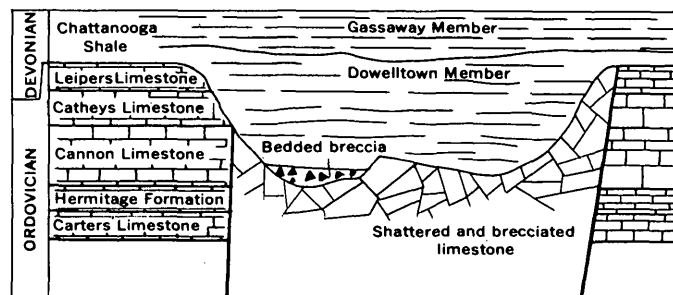 DEVONIAN
ORDOVICIAN
Chattanooga
Shale
Gassaway Member
Dowelltown Member
Leipers Limestone
Catheys Limestone
Cannon Limestone
Hermitage Formation
Carters Limestone
Bedded breccia
Shattered and brecciated
limestone